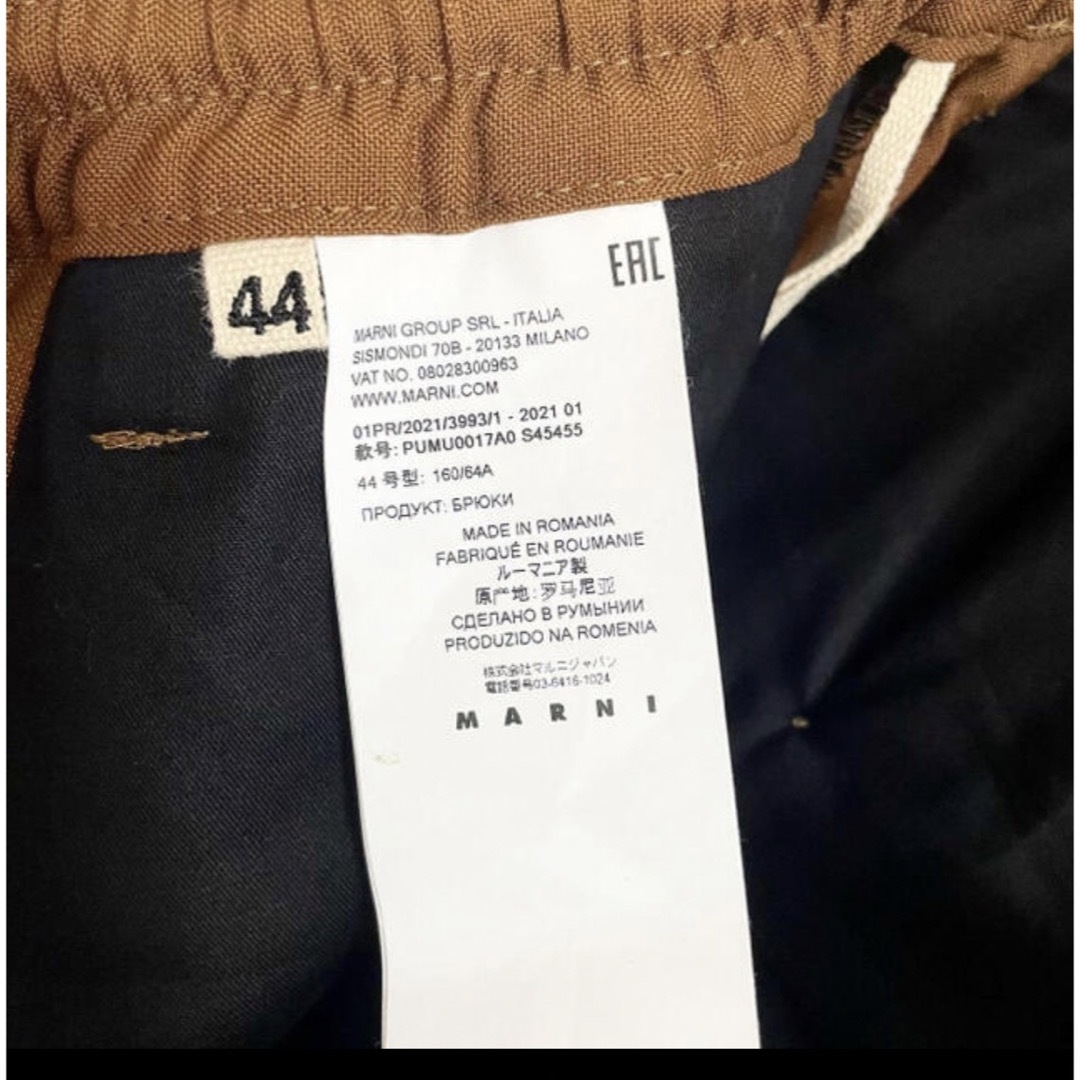 44
EAC
MARNI GROUP SRL - ITALIA
SISMONDI 70B - 20133 MILANO
VAT NO. 08028300963
WWW.MARNI.COM
01PR/2021/3993/1 - 2021 01
款号: PUMU0017A0 S45455
44 号型: 160/64A
ПРОДУКТ: БРЮКИ
MADE IN ROMANIA
FABRIQUÉ EN ROUMANIE
ルーマニア製
原产地: 罗马尼亚
СДЕЛАНО В РУМЫНИИ
PRODUZIDO NA ROMENIA
株式会社マルニジャパン
電話番号03-6416-1024
MARNI